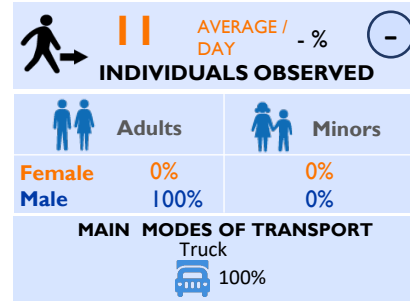 11 AVERAGE / DAY - % -
INDIVIDUALS OBSERVED
Adults Minors
Female 0% 0%
Male 100% 0%
MAIN MODES OF TRANSPORT
Truck
100%